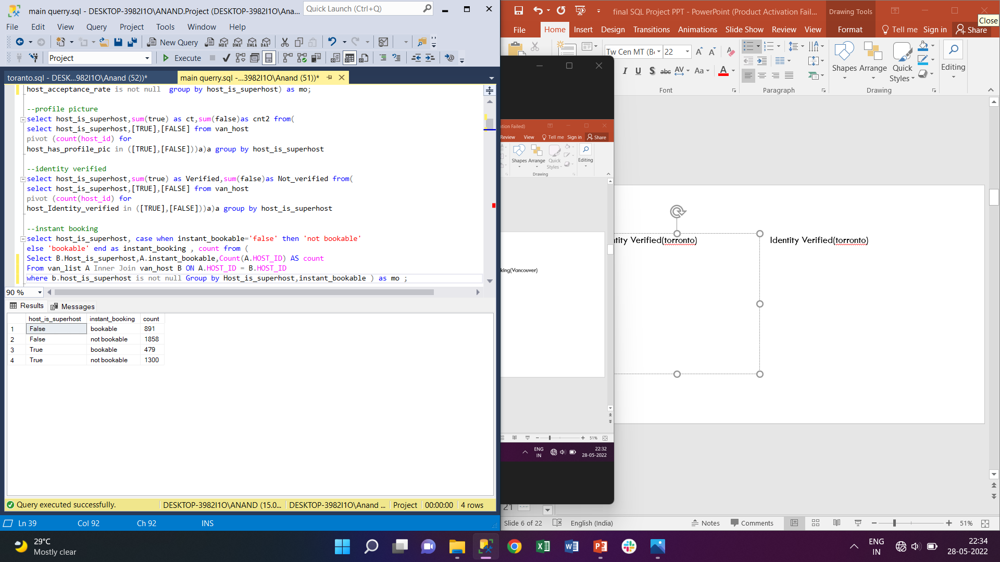 main querry.sql - DESKTOP-3982I1O\ANAND.Project (DESKTOP-3982I1O\Ana...
Quick Launch (Ctrl+Q)
File Edit View Query Project Tools Window Help
New Query
MDX DMX XMLA DAX
Project
Execute
toranto.sql - DESK...982I1O\Anand (52))*
main querry.sql -...3982I1O\Anand (51))*
host_acceptance_rate is not null  group by host_is_superhost) as mo;
--profile picture
select host_is_superhost,sum(true) as ct,sum(false)as cnt2 from(
select host_is_superhost,[TRUE],[FALSE] from van_host
pivot (count(host_id) for
host_has_profile_pic in ([TRUE],[FALSE]))a)a group by host_is_superhost
--identity verified
select host_is_superhost,sum(true) as Verified,sum(false)as Not_verified from(
select host_is_superhost,[TRUE],[FALSE] from van_host
pivot (count(host_id) for
host_Identity_verified in ([TRUE],[FALSE]))a)a group by host_is_superhost
--instant booking
select host_is_superhost, case when instant_bookable='false' then 'not bookable'
else 'bookable' end as instant_booking , count from (
Select B.Host_is_superhost,A.instant_bookable,Count(A.HOST_ID) AS count
From van_list A Inner Join van_host B ON A.HOST_ID = B.HOST_ID
where b.host_is_superhost is not null Group by Host_is_superhost,instant_bookable ) as mo ;
90 %
Results Messages
host_is_superhost instant_booking count
1 False bookable 891
2 False not bookable 1858
3 True bookable 479
4 True not bookable 1300
Query executed successfully.
DESKTOP-3982I1O\ANAND (15.0...
DESKTOP-3982I1O\Anand ...
Project
00:00:00
4 rows
Ln 39 Col 92 Ch 92 INS
final SQL Project PPT - PowerPoint (Product Activation Fail...
Drawing Tools
Close
File Home Insert Design Transitions Animations Slide Show Review View Format Tell me Sign in Share
Tw Cen MT (B
22
I U S abc AV Aa A
Shapes Arrange Quick Styles
Editing
Font Paragraph Drawing
ation Failed)
Review View Tell me Sign in Share
Shapes Arrange Quick Styles
Editing
Drawing
king(Vancouver)
51%
ENG
IN
22:32
28-05-2022
ntity Verified(torronto)
Identity Verified(torronto)
21
Slide 6 of 22
English (India)
Notes
Comments
51%
29°C
Mostly clear
ENG
IN
22:34
28-05-2022